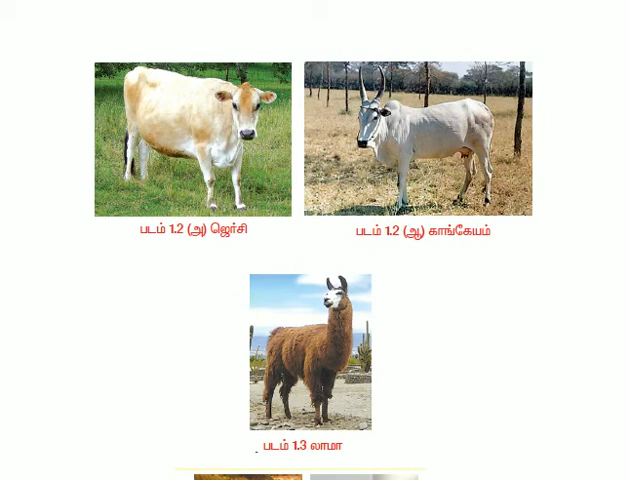 படம் 1.2 (அ) ஜெர்சி
படம் 1.2 (ஆ) காங்கேயம்
படம் 1.3 லாமா